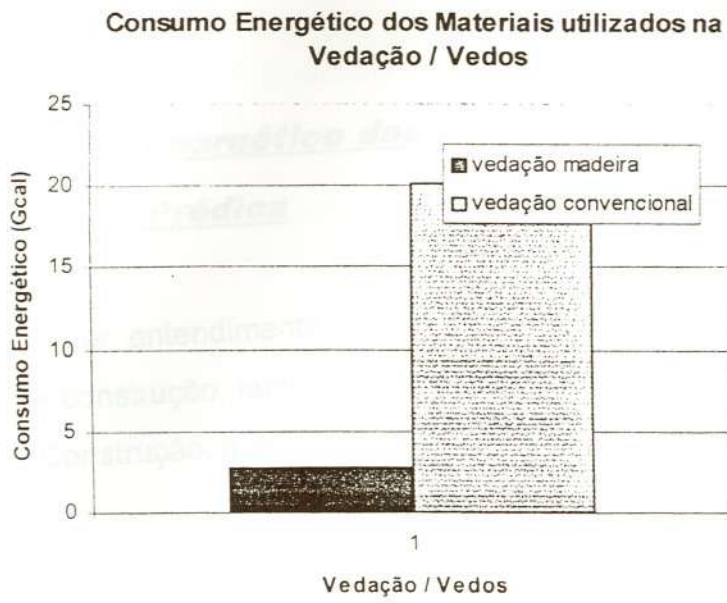 Consumo Energético dos Materiais utilizados na
Vedação / Vedos
25
20
15
10
5
0
Consumo Energético (Gcal)
vedação madeira
vedação convencional
1
Vedação / Vedos